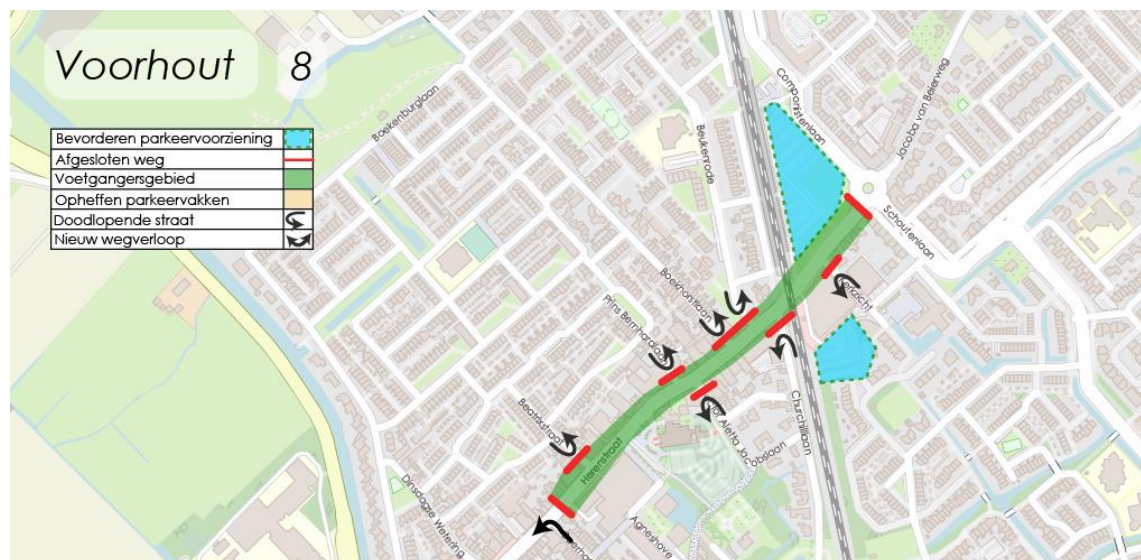 Voorhout 8
Bevorderen parkeervoorziening
Afgesloten weg
Voetgangersgebied
Opheffen parkeervakken
Doodlopende straat
Nieuw wegverloop
Boekenburglaan
Beukenrode
Componistenlaan
Jacoba van Beierweg
Schoutenlaan
Boekhorstlaan
Prins Bernhardlaan
Beatrixstraat
Herenstraat
Aletta Jacobslaan
Churchilllaan
Dinsdagse Wetering
Agneshove